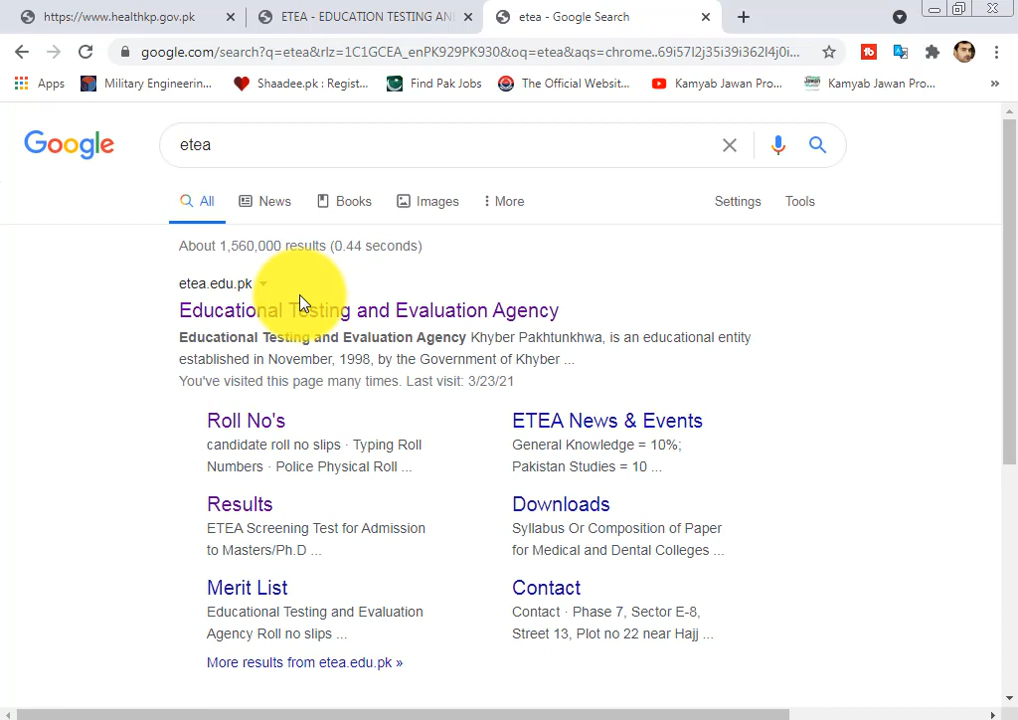 https://www.healthkp.gov.pk
ETEA - EDUCATION TESTING AN
etea - Google Search
google.com/search?q=etea&rlz=1C1GCEA_enPK929PK930&oq=etea&aqs=chrome..69i57l2j35i39i362l4j0i...
Apps
Military Engineerin...
Shaadee.pk : Regist...
Find Pak Jobs
The Official Websit...
Kamyab Jawan Pro...
Kamyab Jawan Pro...
»
Google
etea
All
News
Books
Images
More
Settings
Tools
About 1,560,000 results (0.44 seconds)
etea.edu.pk
Educational Testing and Evaluation Agency
Educational Testing and Evaluation Agency Khyber Pakhtunkhwa, is an educational entity
established in November, 1998, by the Government of Khyber ...
You've visited this page many times. Last visit: 3/23/21
Roll No's
candidate roll no slips · Typing Roll
Numbers · Police Physical Roll ...
ETEA News & Events
General Knowledge = 10%;
Pakistan Studies = 10 ...
Results
ETEA Screening Test for Admission
to Masters/Ph.D ...
Downloads
Syllabus Or Composition of Paper
for Medical and Dental Colleges ...
Merit List
Educational Testing and Evaluation
Agency Roll no slips ...
Contact
Contact · Phase 7, Sector E-8,
Street 13, Plot no 22 near Hajj ...
More results from etea.edu.pk »